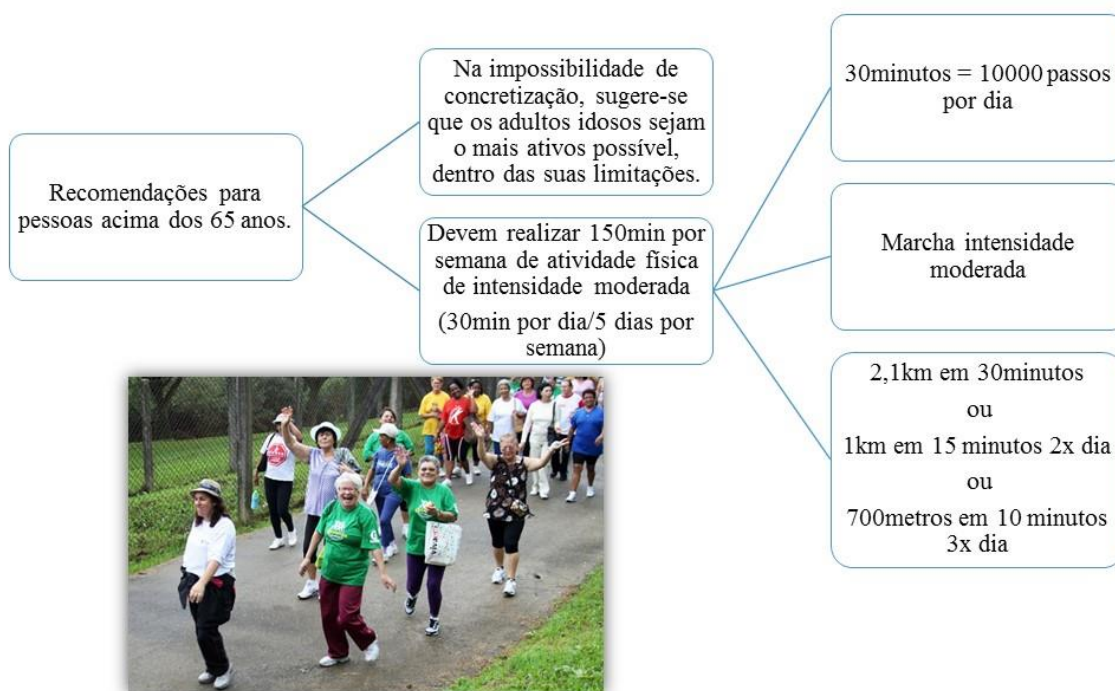 Recomendações para
pessoas acima dos 65 anos.
Na impossibilidade de
concretização, sugere-se
que os adultos idosos sejam
o mais ativos possível,
dentro das suas limitações.
Devem realizar 150min por
semana de atividade física
de intensidade moderada
(30min por dia/5 dias por
semana)
30minutos = 10000 passos
por dia
Marcha intensidade
moderada
2,1km em 30minutos
ou
1km em 15 minutos 2x dia
ou
700metros em 10 minutos
3x dia